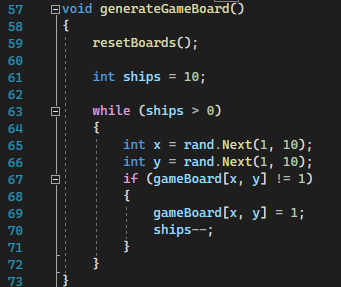 57 void generateGameBoard()
58 {
59     resetBoards();
60
61     int ships = 10;
62
63     while (ships > 0)
64     {
65         int x = rand.Next(1, 10);
66         int y = rand.Next(1, 10);
67         if (gameBoard[x, y] != 1)
68         {
69             gameBoard[x, y] = 1;
70             ships--;
71         }
72     }
73 }